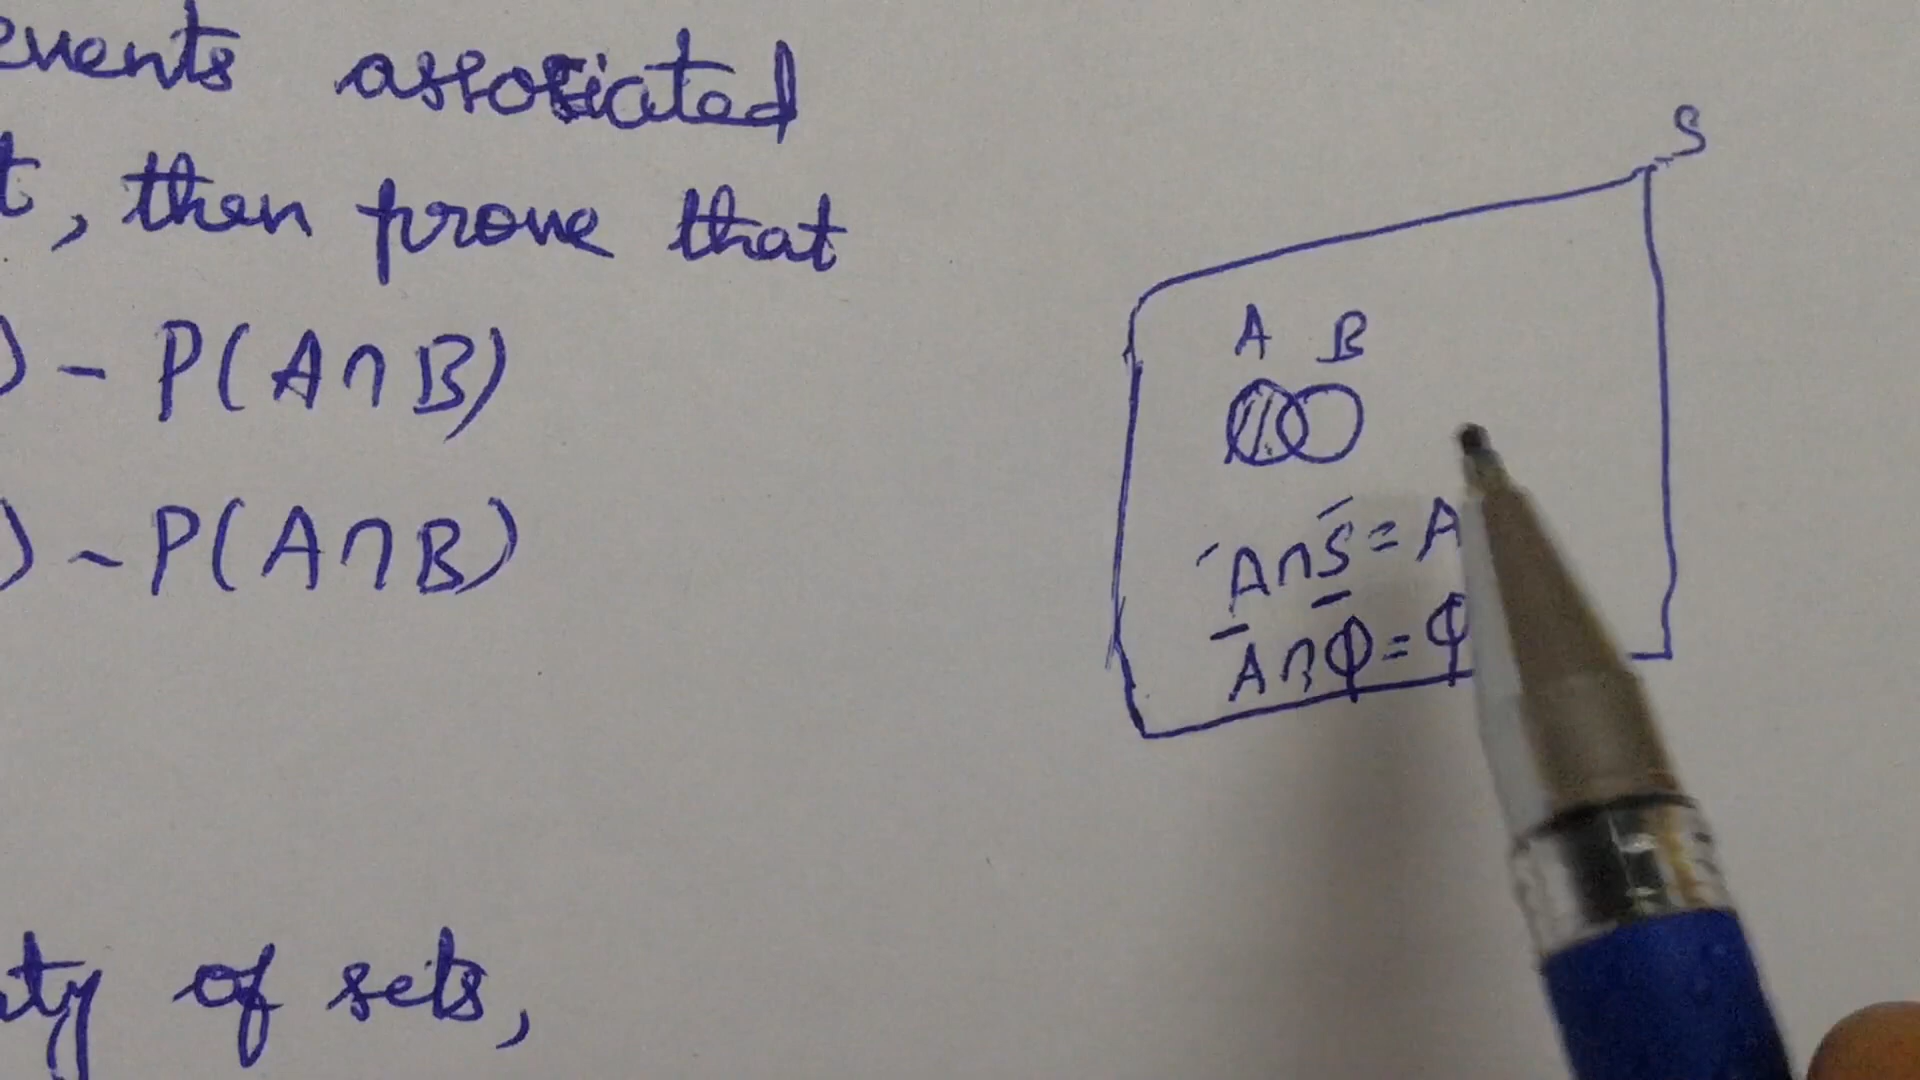 events associated
t, then prove that
) - P(A∩B)
) - P(A∩B)
ty of sets,
S
A B
A∩S = A
A∩Φ = Φ